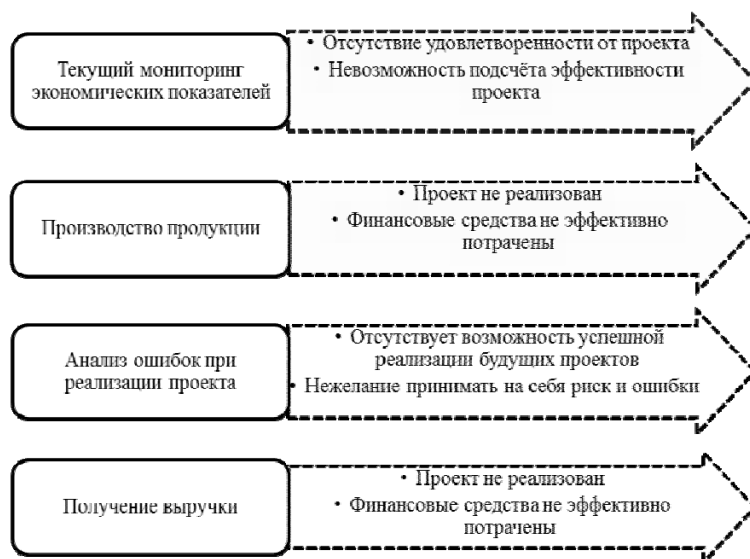 Текущий мониторинг
экономических показателей
• Отсутствие удовлетворенности от проекта
• Невозможность подсчёта эффективности
проекта
Производство продукции
• Проект не реализован
• Финансовые средства не эффективно
потрачены
Анализ ошибок при
реализации проекта
• Отсутствует возможность успешной
реализации будущих проектов
• Нежелание принимать на себя риск и ошибки
Получение выручки
• Проект не реализован
• Финансовые средства не эффективно
потрачены